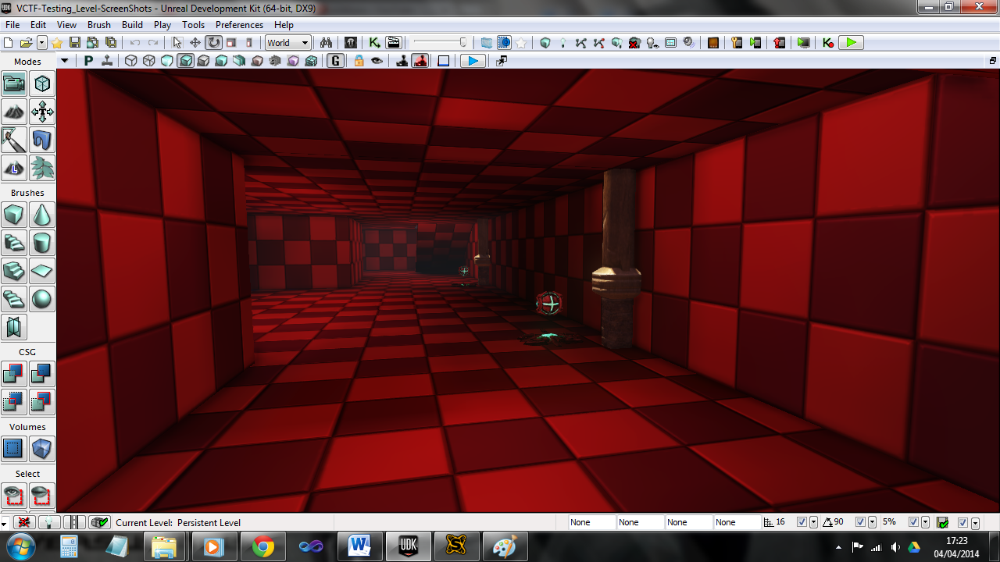 VCTF-Testing_Level-ScreenShots - Unreal Development Kit (64-bit, DX9)
File Edit View Brush Build Play Tools Preferences Help
World
Modes
P
G
L
Brushes
CSG
Volumes
Select
Current Level: Persistent Level
None None None None 16 90 5%
W UDK
17:23
04/04/2014